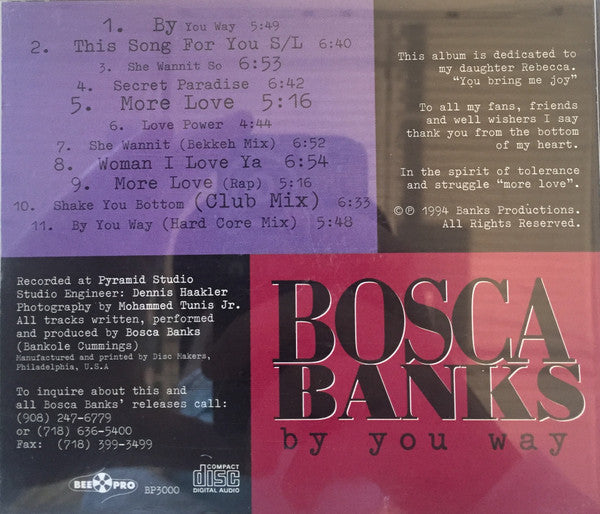 1. By You Way 5:49
2. This Song For You S/L 6:40
3. She Wannit So 6:53
4. Secret Paradise 6:42
5. More Love 5:16
6. Love Power 4:44
7. She Wannit (Bekkeh Mix) 6:52
8. Woman I Love Ya 6:54
9. More Love (Rap) 5:16
10. Shake You Bottom (Club Mix) 6:33
11. By You Way (Hard Core Mix) 5:48
This album is dedicated to
my daughter Rebecca.
"You bring me joy"
To all my fans, friends
and well wishers I say
thank you from the bottom
of my heart.
In the spirit of tolerance
and struggle "more love".
©℗ 1994 Banks Productions.
All Rights Reserved.
Recorded at Pyramid Studio
Studio Engineer: Dennis Haakler
Photography by Mohammed Tunis Jr.
All tracks written, performed
and produced by Bosca Banks
(Bankole Cummings)
Manufactured and printed by Disc Makers,
Philadelphia, U.S.A
To inquire about this and
all Bosca Banks' releases call:
(908) 247-6779
or (718) 636-5400
Fax: (718) 399-3499
BEE PRO
BP3000
COMPACT
disc
DIGITAL AUDIO
BOSCA
BANKS
by you way